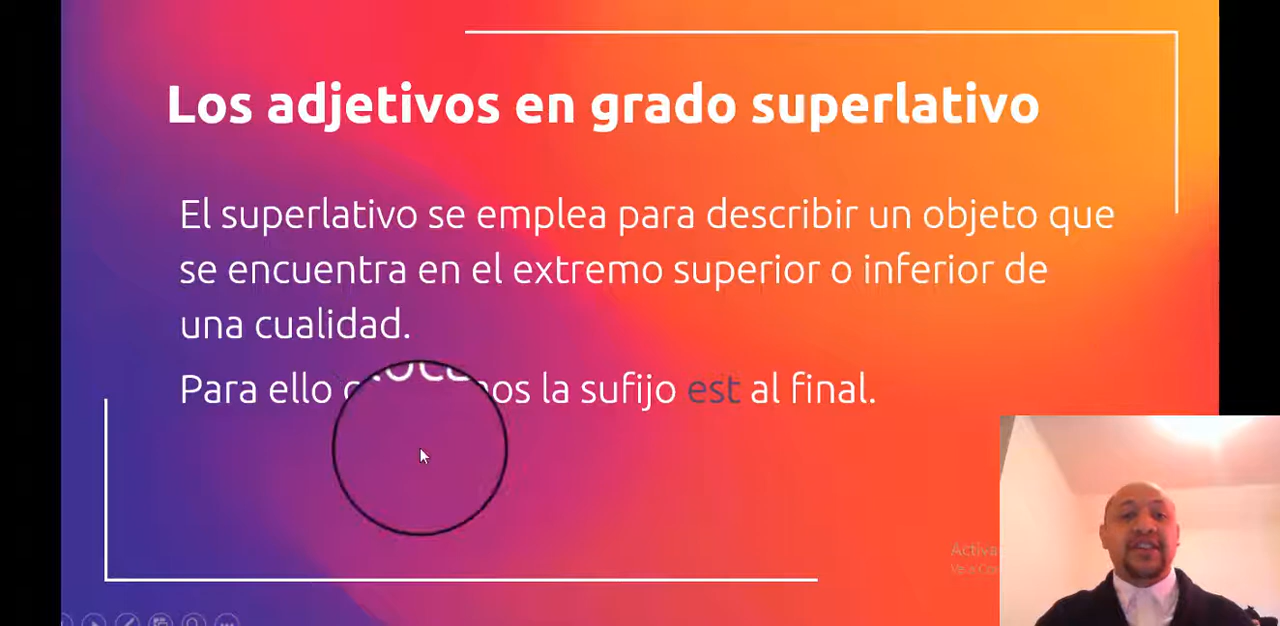 Los adjetivos en grado superlativo
El superlativo se emplea para describir un objeto que
se encuentra en el extremo superior o inferior de
una cualidad.
Para ello la sufijo est al final.